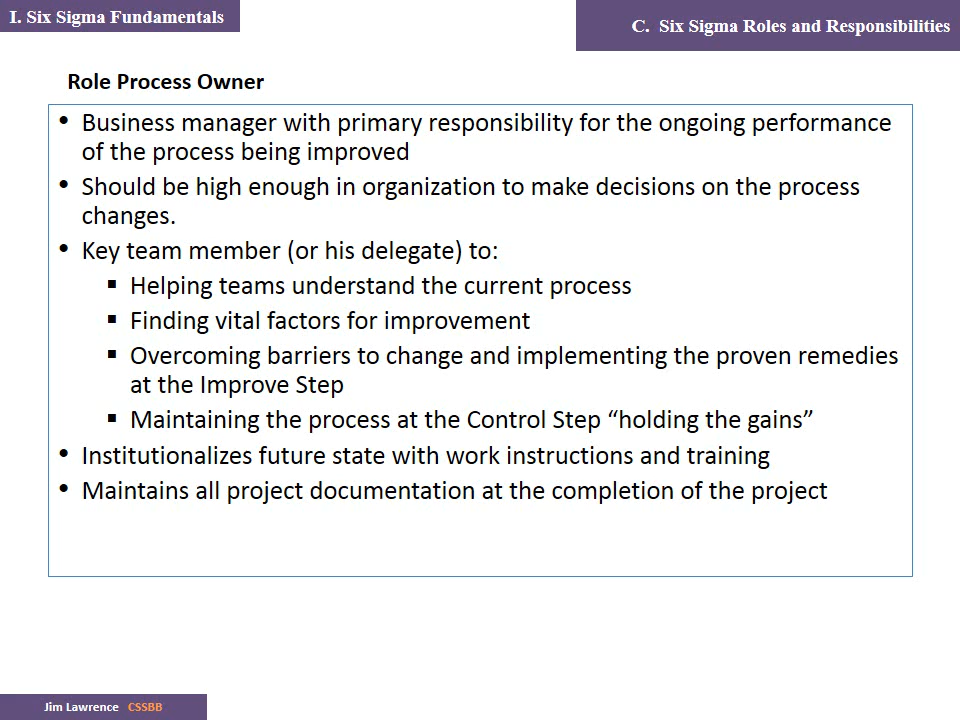 I. Six Sigma Fundamentals
C.  Six Sigma Roles and Responsibilities
Role Process Owner
• Business manager with primary responsibility for the ongoing performance
of the process being improved
• Should be high enough in organization to make decisions on the process
changes.
• Key team member (or his delegate) to:
▪ Helping teams understand the current process
▪ Finding vital factors for improvement
▪ Overcoming barriers to change and implementing the proven remedies
at the Improve Step
▪ Maintaining the process at the Control Step “holding the gains”
• Institutionalizes future state with work instructions and training
• Maintains all project documentation at the completion of the project
Jim Lawrence  CSSBB